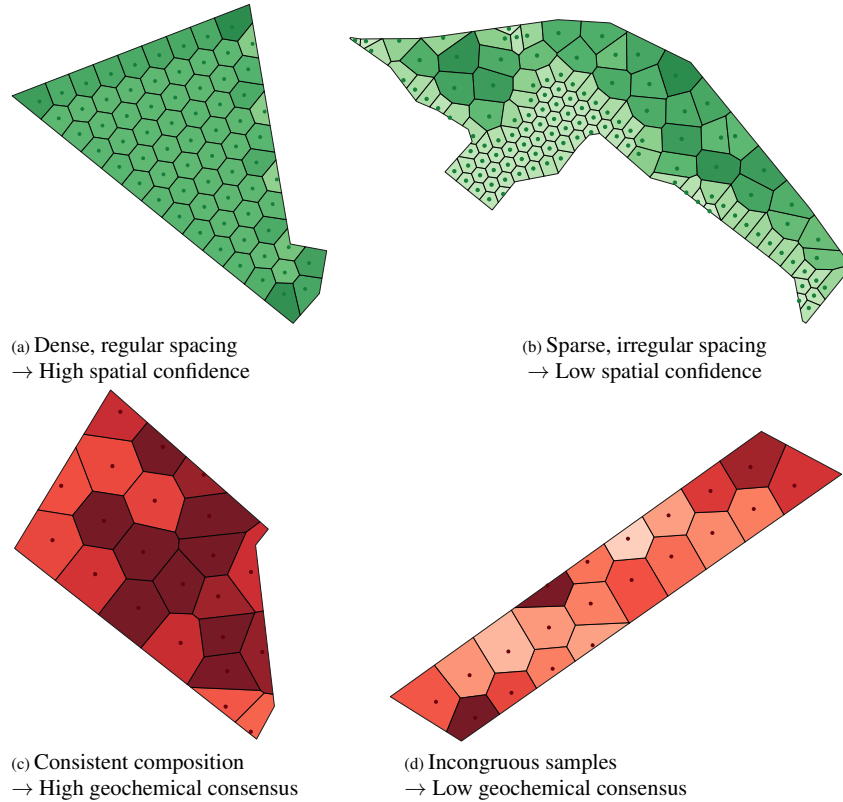 (a) Dense, regular spacing
→ High spatial confidence
(b) Sparse, irregular spacing
→ Low spatial confidence
(c) Consistent composition
→ High geochemical consensus
(d) Incongruous samples
→ Low geochemical consensus